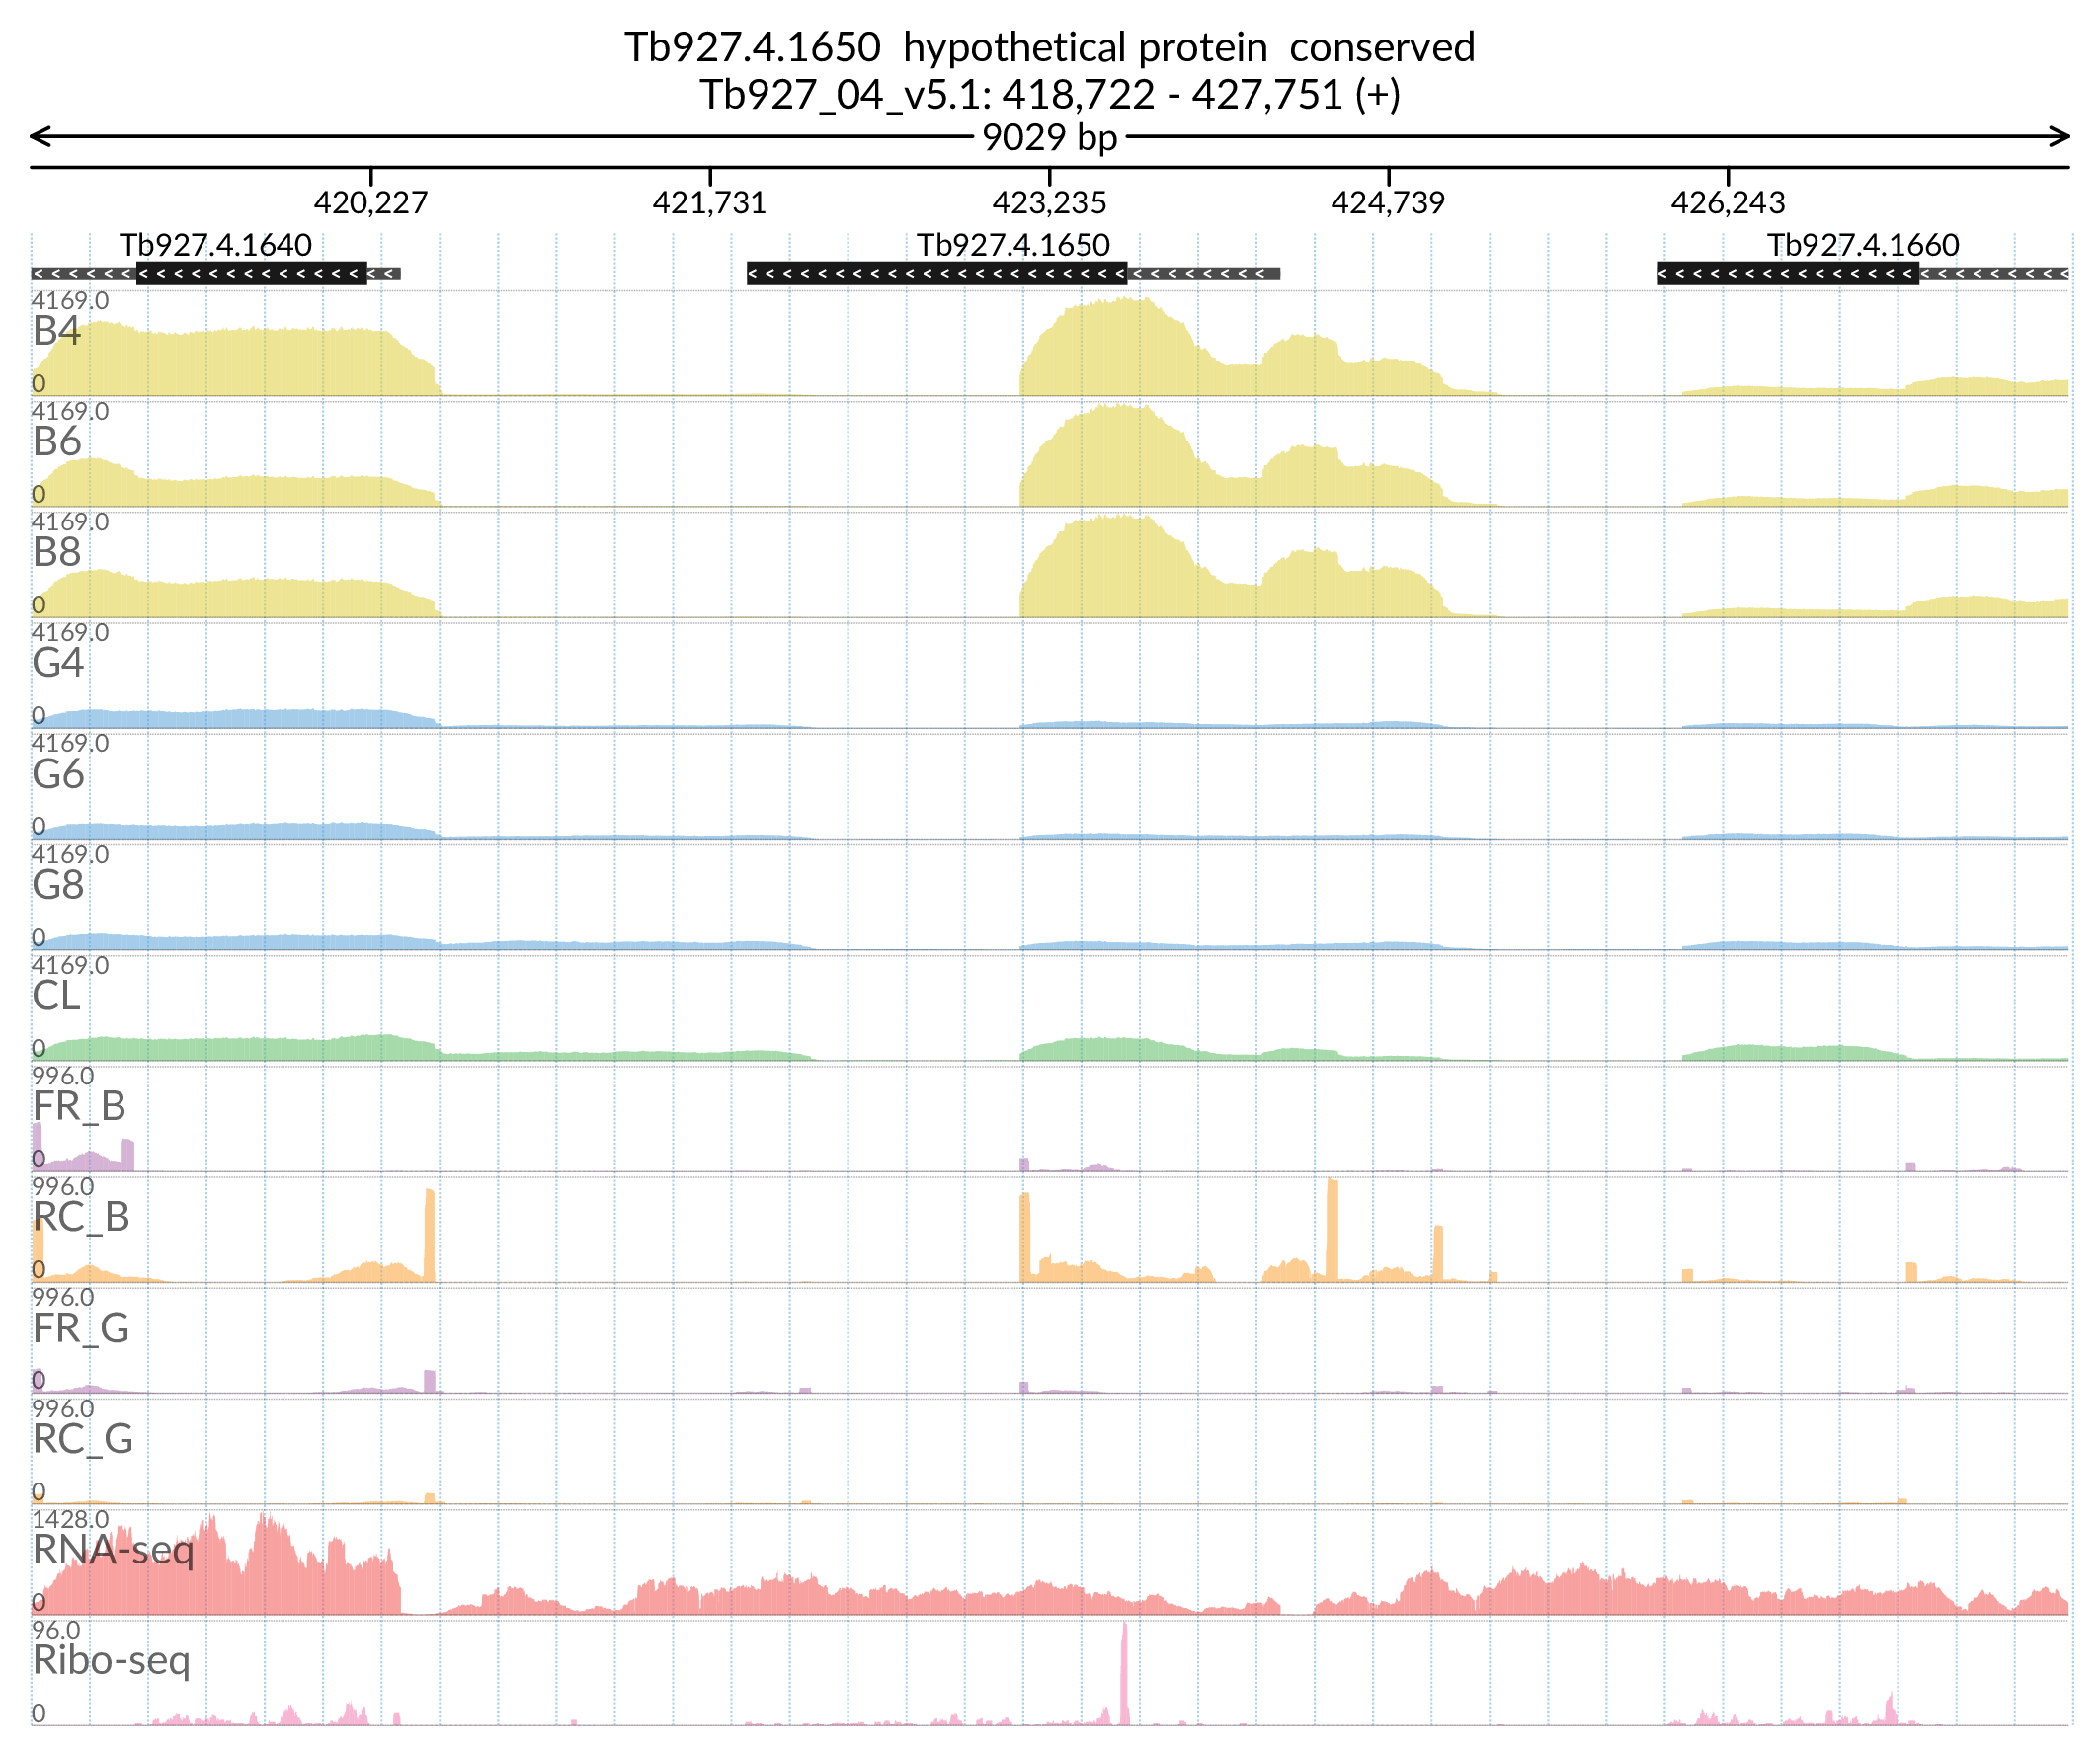 Tb927.4.1650 hypothetical protein conserved
Tb927_04_v5.1: 418,722 - 427,751 (+)
9029 bp
420,227 421,731 423,235 424,739 426,243
Tb927.4.1640 Tb927.4.1650 Tb927.4.1660
4169.0
B4
0
4169.0
B6
0
4169.0
B8
0
4169.0
G4
0
4169.0
G6
0
4169.0
G8
0
4169.0
CL
0
996.0
FR_B
0
996.0
RC_B
0
996.0
FR_G
0
996.0
RC_G
0
1428.0
RNA-seq
0
96.0
Ribo-seq
0